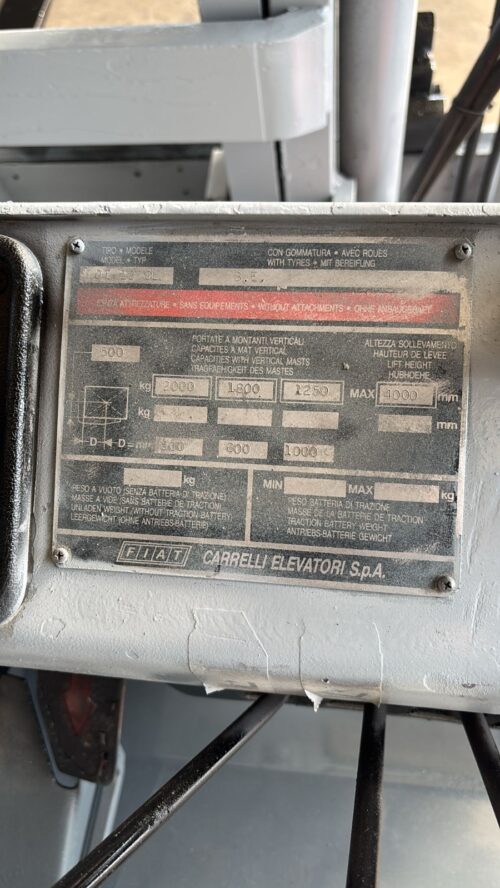 TIPO • MODELE
MODEL • TYP
CON GOMMATURA • AVEC ROUES
WITH TYRES • MIT BEREIFUNG
S.E.
SENZA ATTREZZATURE • SANS EQUIPEMENTS • WITHOUT ATTACHMENTS • OHNE ANBAUGERÄT
PORTATE A MONTANTI VERTICALI
CAPACITES A MAT VERTICAL
CAPACITIES WITH VERTICAL MASTS
TRAGFAEHIGKEIT DES MASTES
ALTEZZA SOLLEVAMENTO
HAUTEUR DE LEVEE
LIFT HEIGHT
HUBHOEHE
500
kg 2000 1800 1250 MAX 4000 mm
kg mm
D D = mm 600 1000
kg
PESO A VUOTO (SENZA BATTERIA DI TRAZIONE)
MASSE A VIDE (SANS BATTERIE DE TRACTION)
UNLADEN WEIGHT (WITHOUT TRACTION-BATTERY)
LEERGEWICHT (OHNE ANTRIEBS-BATTERIE)
MIN MAX kg
PESO BATTERIA DI TRAZIONE
MASSE DE LA BATTERIE DE TRACTION
TRACTION BATTERY WEIGHT
ANTRIEBS-BATTERIE GEWICHT
FIAT CARRELLI ELEVATORI S.p.A.